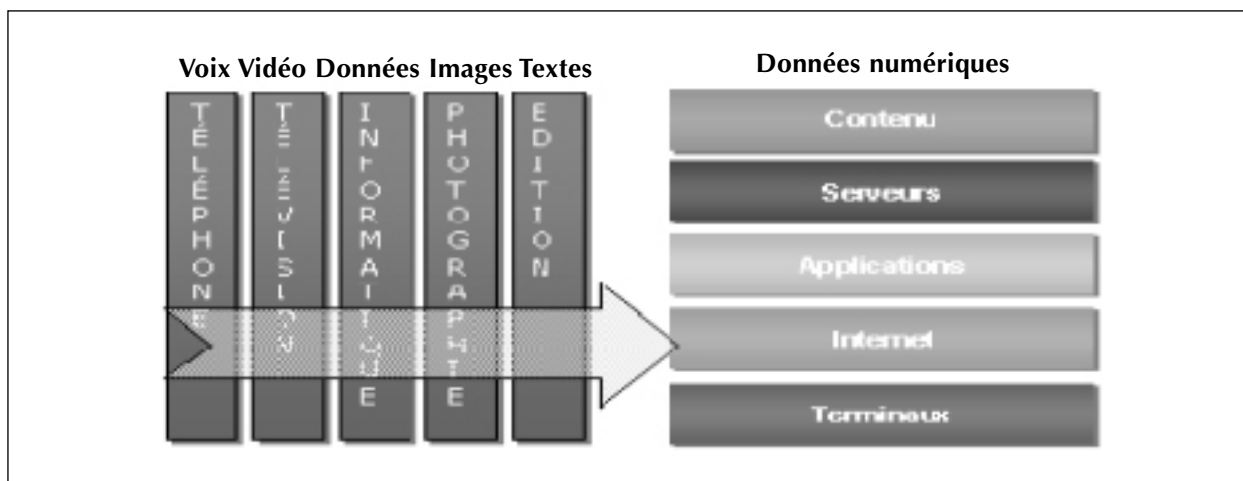 Voix Vidéo Données Images Textes
Données numériques
TÉLÉPHONE
TÉLÉVISION
INFORMATIQUE
PHOTOGRAPHIE
EDITION
Contenu
Serveurs
Applications
Internet
Terminaux